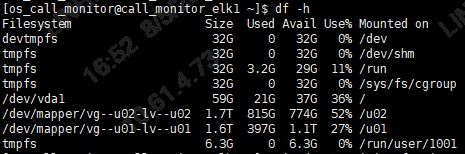 [os_call_monitor@call_monitor_elk1 ~]$ df -h
Filesystem Size Used Avail Use% Mounted on
devtmpfs 32G 0 32G 0% /dev
tmpfs 32G 0 32G 0% /dev/shm
tmpfs 32G 3.2G 29G 11% /run
tmpfs 32G 0 32G 0% /sys/fs/cgroup
/dev/vda1 59G 21G 37G 36% /
/dev/mapper/vg--u02-lv--u02 1.7T 815G 774G 52% /u02
/dev/mapper/vg--u01-lv--u01 1.6T 397G 1.1T 27% /u01
tmpfs 6.3G 0 6.3G 0% /run/user/1001